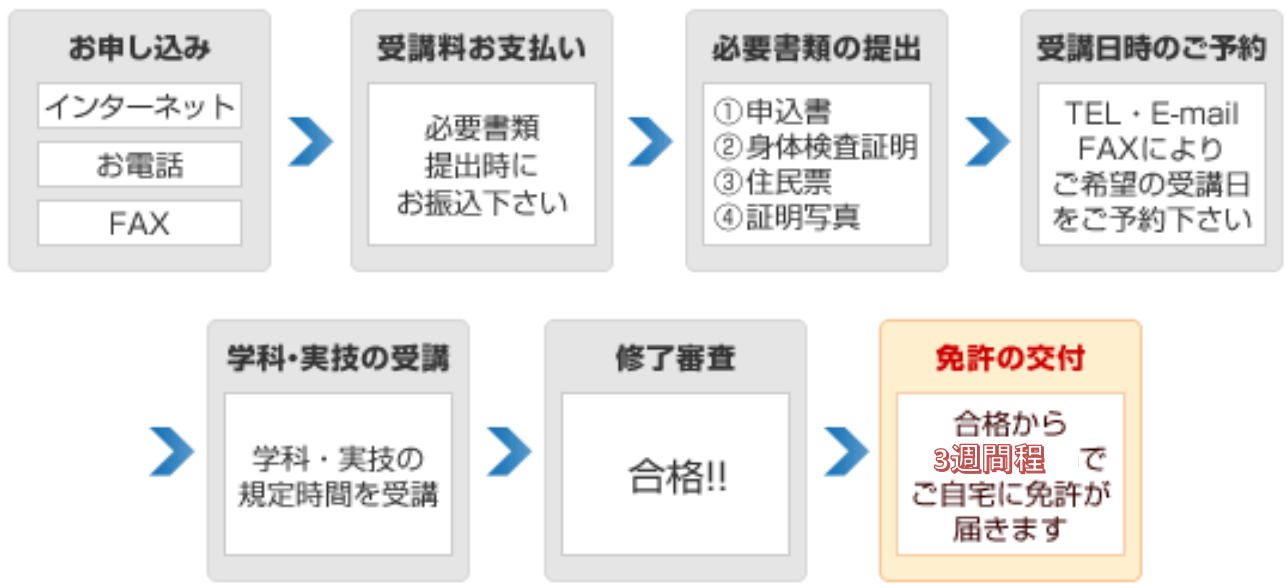 お申し込み
インターネット
お電話
FAX
受講料お支払い
必要書類
提出時に
お振込下さい
必要書類の提出
①申込書
②身体検査証明
③住民票
④証明写真
受講日時のご予約
TEL・E-mail
FAXにより
ご希望の受講日
をご予約下さい
学科・実技の受講
学科・実技の
規定時間を受講
修了審査
合格!!
免許の交付
合格から
3週間程 で
ご自宅に免許が
届きます